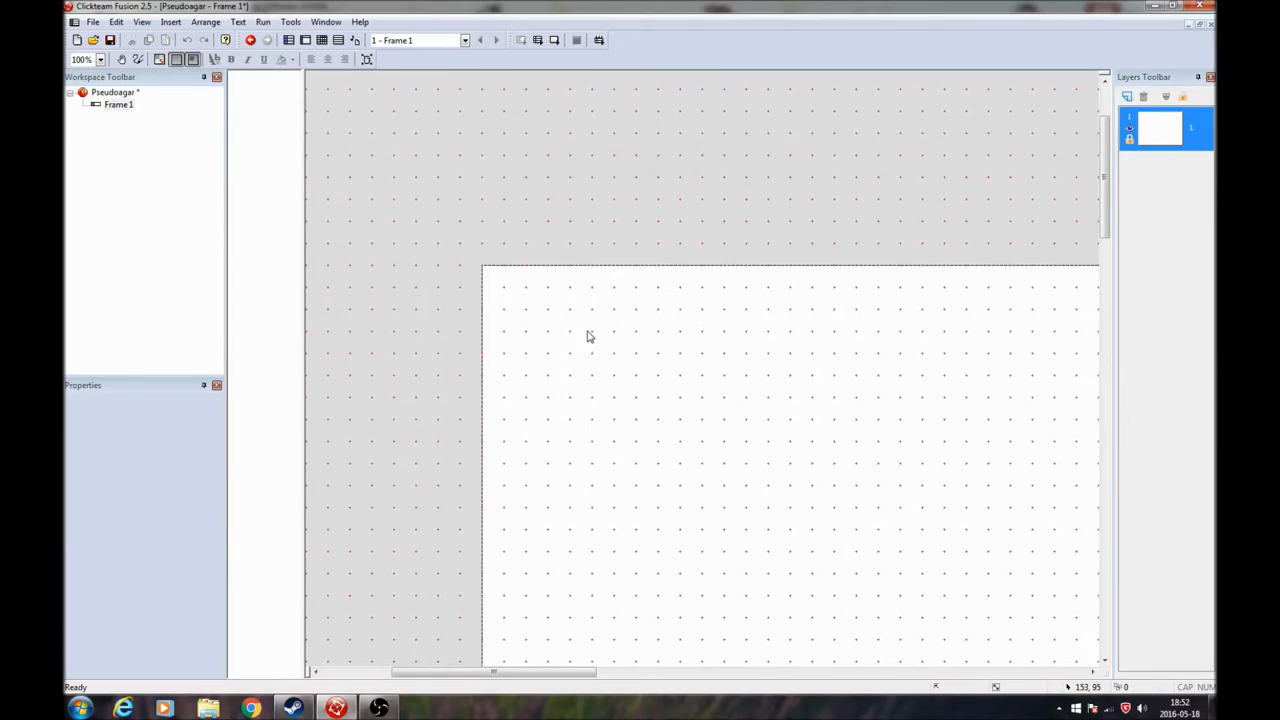 Clickteam Fusion 2.5 - [Pseudoagar - Frame 1*]
File Edit View Insert Arrange Text Run Tools Window Help
1 - Frame 1
100% B I U
Workspace Toolbar
Pseudoagar *
Frame 1
Properties
Layers Toolbar
1
1
Ready
153, 95
0
CAP NUM
18:52
2016-05-18